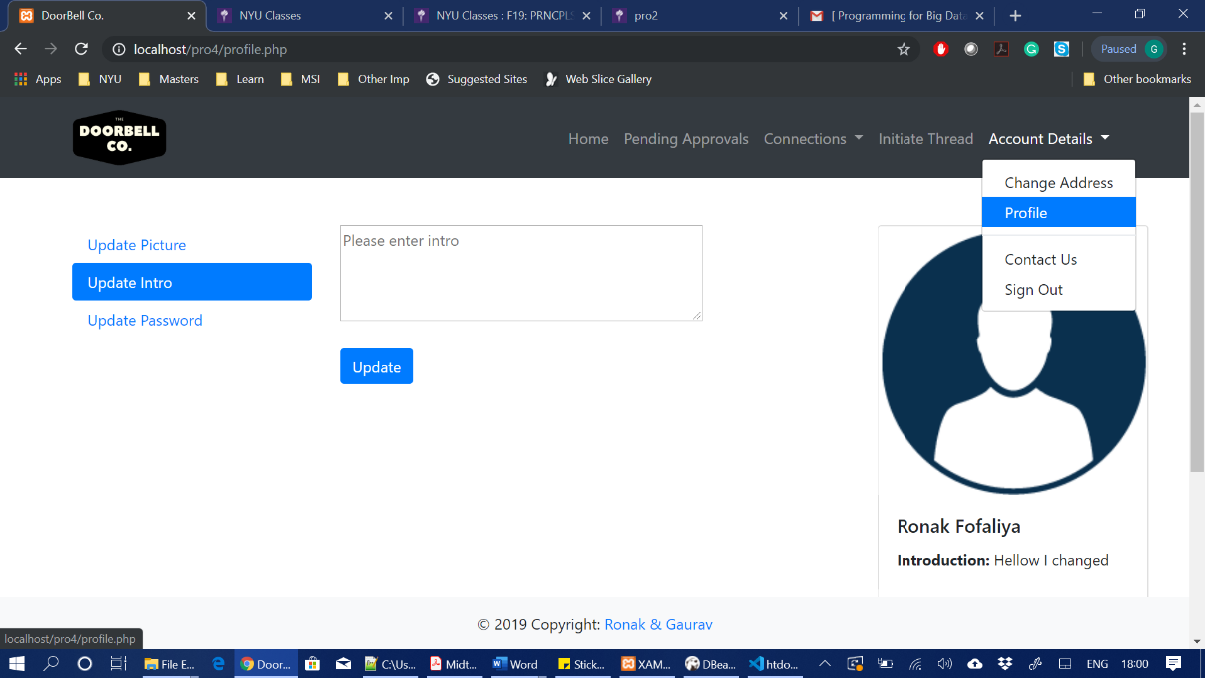 DoorBell Co.
NYU Classes
NYU Classes : F19: PRNCPLS
pro2
[ Programming for Big Data
localhost/pro4/profile.php
Paused
G
Apps
NYU
Masters
Learn
MSI
Other Imp
Suggested Sites
Web Slice Gallery
Other bookmarks
THE
DOORBELL
CO.
Home
Pending Approvals
Connections
Initiate Thread
Account Details
Change Address
Profile
Contact Us
Sign Out
Update Picture
Update Intro
Update Password
Please enter intro
Update
Ronak Fofaliya
Introduction: Hellow I changed
© 2019 Copyright: Ronak & Gaurav
localhost/pro4/profile.php
File E...
Door...
C:\Us...
Midt...
Word
Stick...
XAM...
DBea...
htdo...
ENG
18:00